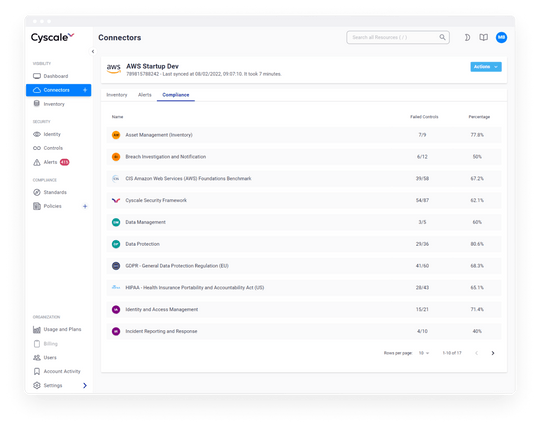 Cyscale
Connectors
Search all Resources ( / )
MB
VISIBILITY
Dashboard
Connectors +
Inventory
SECURITY
Identity
Controls
Alerts 413
COMPLIANCE
Standards
Policies +
ORGANIZATION
Usage and Plans
Billing
Users
Account Activity
Settings
aws
AWS Startup Dev
789815788242 - Last synced at 08/02/2022, 09:07:10. It took 7 minutes.
Actions
Inventory Alerts Compliance
Name Failed Controls Percentage
Asset Management (Inventory) 7/9 77.8%
Breach Investigation and Notification 6/12 50%
CIS Amazon Web Services (AWS) Foundations Benchmark 39/58 67.2%
Cyscale Security Framework 54/87 62.1%
Data Management 3/5 60%
Data Protection 29/36 80.6%
GDPR - General Data Protection Regulation (EU) 41/60 68.3%
HIPAA - Health Insurance Portability and Accountability Act (US) 28/43 65.1%
Identity and Access Management 15/21 71.4%
Incident Reporting and Response 4/10 40%
Rows per page: 10 1-10 of 17